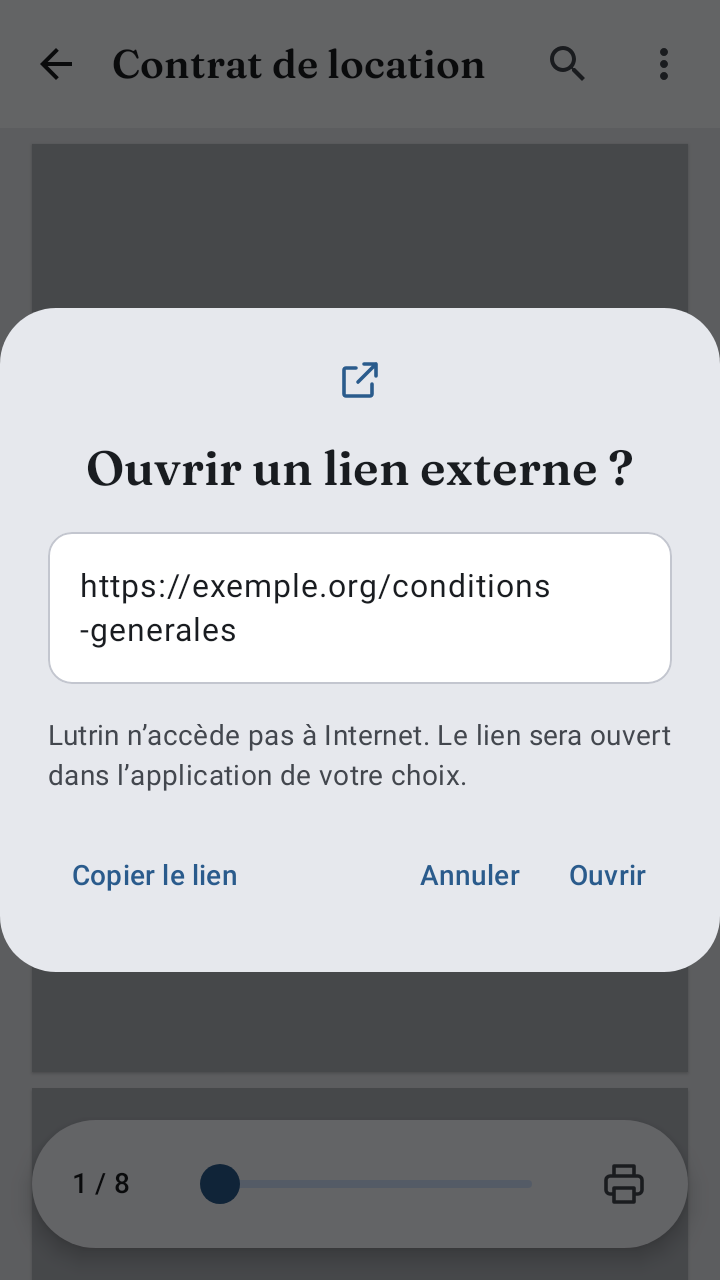 Contrat de location
Ouvrir un lien externe ?
https://exemple.org/conditions
-generales
Lutrin n’accède pas à Internet. Le lien sera ouvert
dans l’application de votre choix.
Copier le lien Annuler Ouvrir
1 / 8